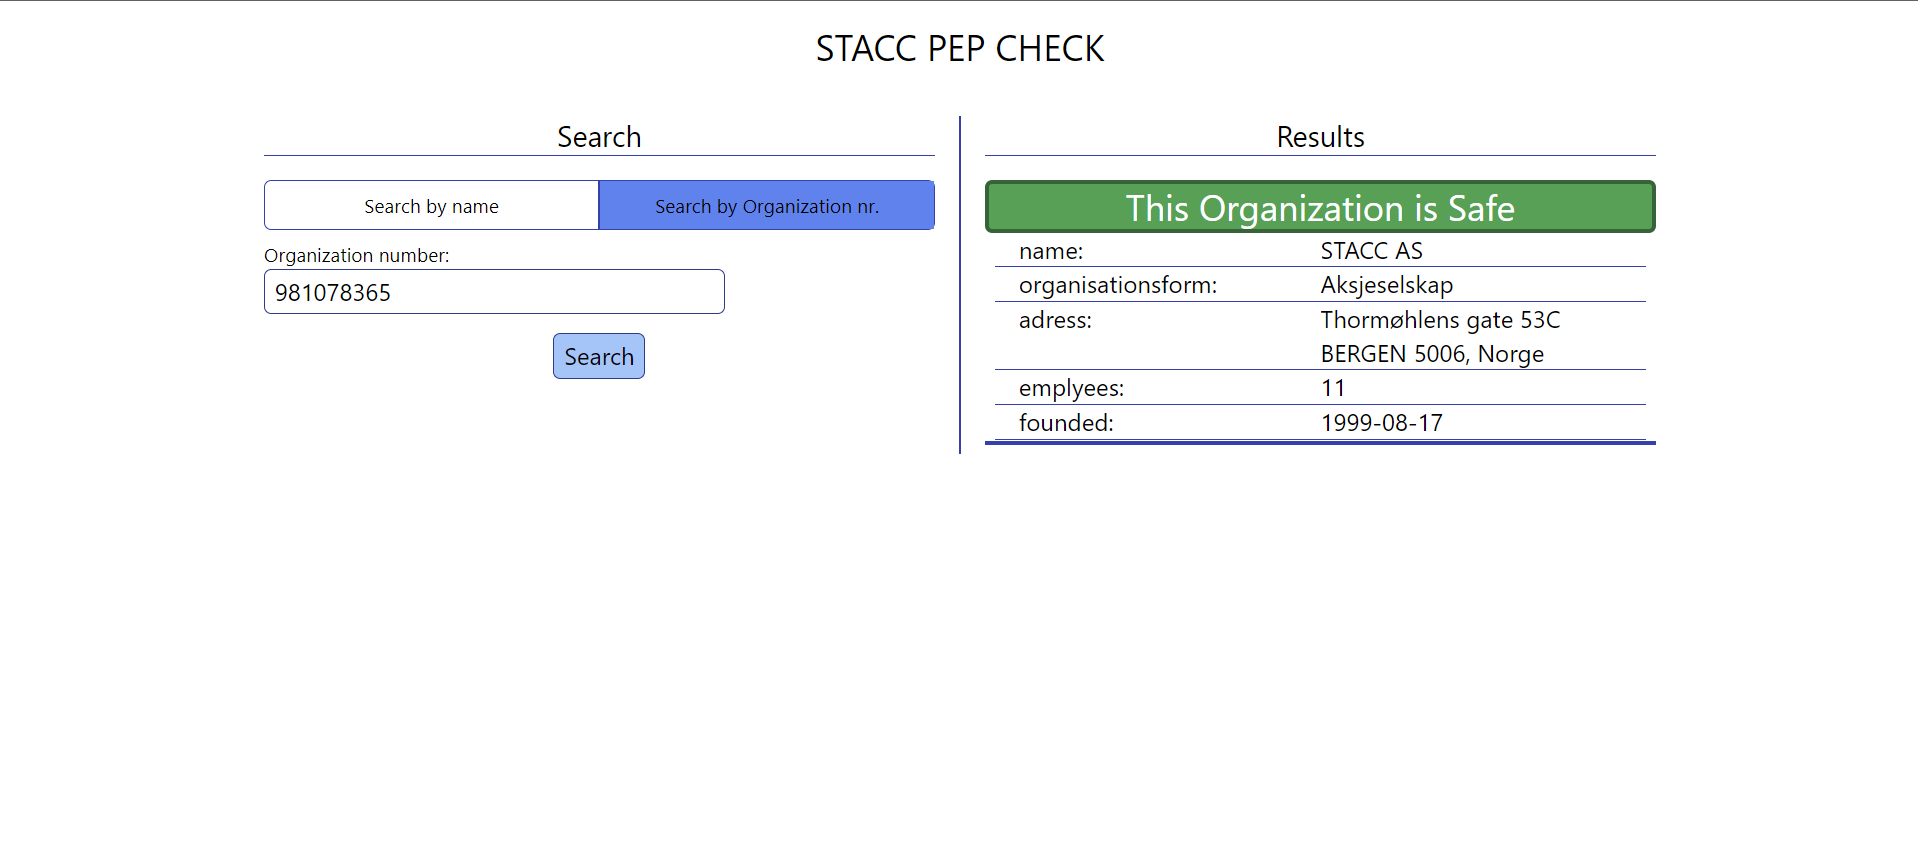 STACC PEP CHECK
Search
Search by name
Search by Organization nr.
Organization number:
981078365
Search
Results
This Organization is Safe
name: STACC AS
organisationsform: Aksjeselskap
adress: Thormøhlens gate 53C
BERGEN 5006, Norge
emplyees: 11
founded: 1999-08-17